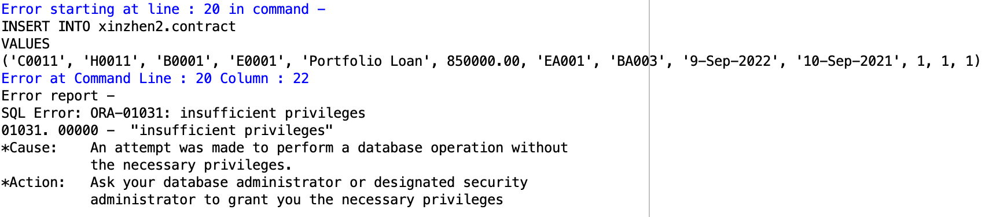 Error starting at line : 20 in command -
INSERT INTO xinzhen2.contract
VALUES
('C0011', 'H0011', 'B0001', 'E0001', 'Portfolio Loan', 850000.00, 'EA001', 'BA003', '9-Sep-2022', '10-Sep-2021', 1, 1, 1)
Error at Command Line : 20 Column : 22
Error report -
SQL Error: ORA-01031: insufficient privileges
01031. 00000 -  "insufficient privileges"
*Cause:    An attempt was made to perform a database operation without
           the necessary privileges.
*Action:   Ask your database administrator or designated security
           administrator to grant you the necessary privileges